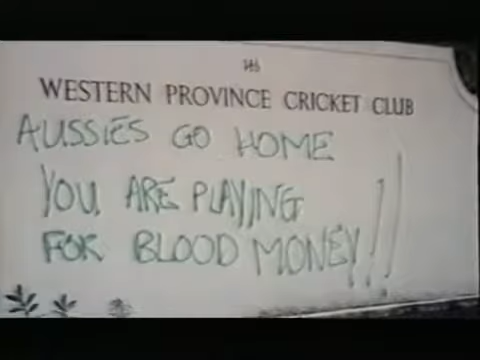 WESTERN PROVINCE CRICKET CLUB
AUSSIES GO HOME
YOU. ARE PLAYING
FOR BLOOD MONEY!!